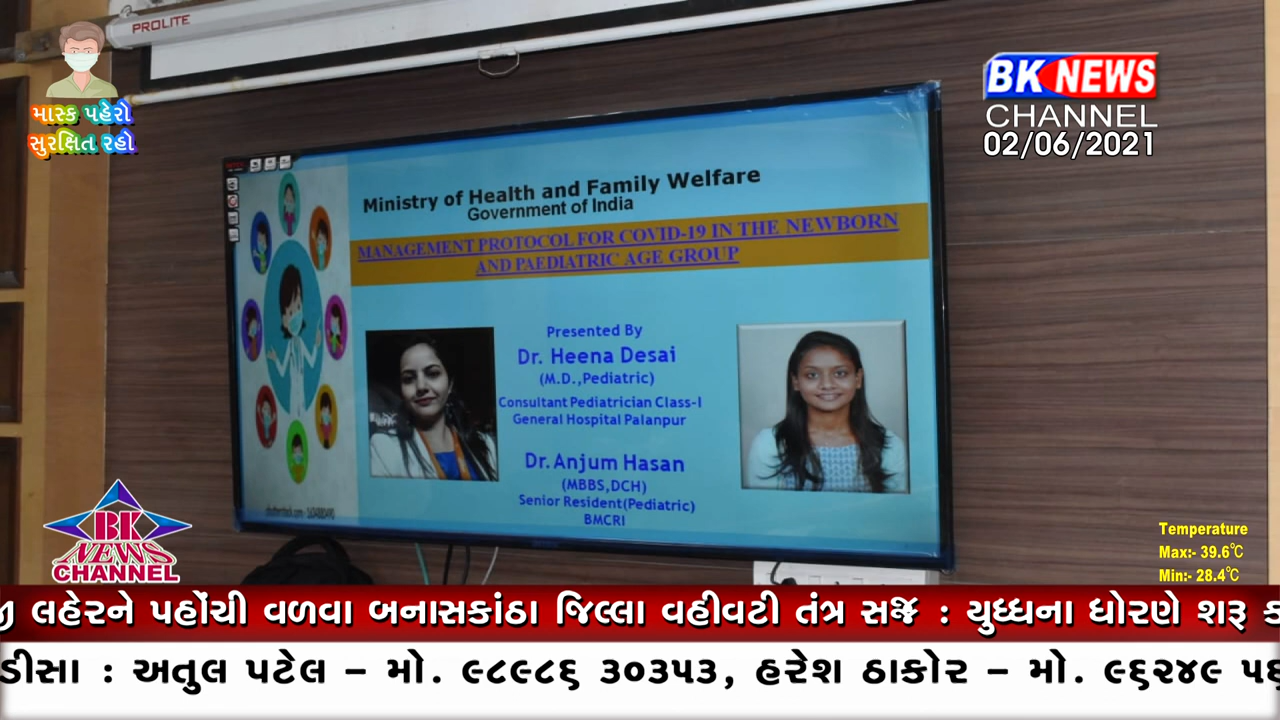 PROLITE
માસ્ક પહેરો
સુરક્ષિત રહો
BK NEWS
CHANNEL
02/06/2021
Ministry of Health and Family Welfare
Government of India
MANAGEMENT PROTOCOL FOR COVID-19 IN THE NEWBORN
AND PAEDIATRIC AGE GROUP
Presented By
Dr. Heena Desai
(M.D.,Pediatric)
Consultant Pediatrician Class-I
General Hospital Palanpur
Dr. Anjum Hasan
(MBBS,DCH)
Senior Resident(Pediatric)
BMCRI
BK
NEWS
CHANNEL
Temperature
Max:- 39.6℃
Min:- 28.4℃
લહેરને પહોંચી વળવા બનાસકાંઠા જિલ્લા વહીવટી તંત્ર સજ્જ : યુધ્ધના ધોરણે શરૂ
ડીસા : અતુલ પટેલ – મો. ૯૮૯૮૬ ૩૦૩૫૩, હરેશ ઠાકોર – મો. ૯૬૨૪૯